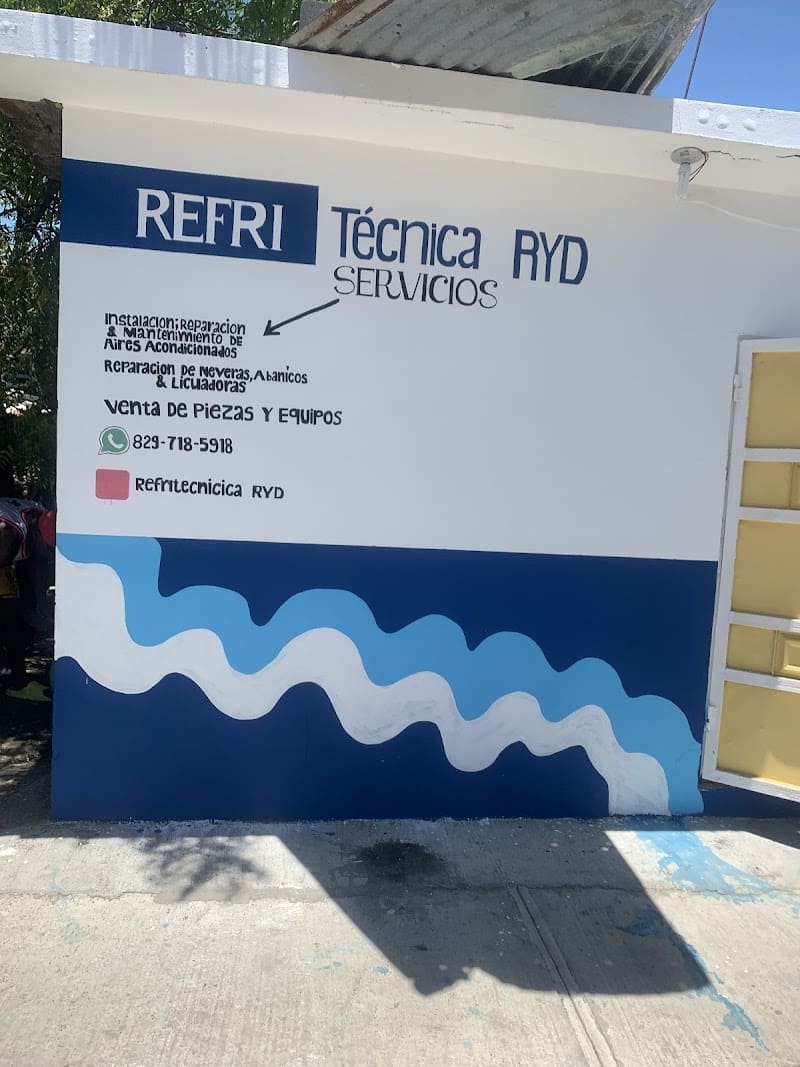 REFRI Técnica RYD
SERVICIOS
Instalacion; Reparacion
& Mantenimiento DE
Aires Acondicionados
Reparacion De Neveras, Abanicos
& Licuadoras
Venta De Piezas Y Equipos
829-718-5918
Refritecnicica RYD